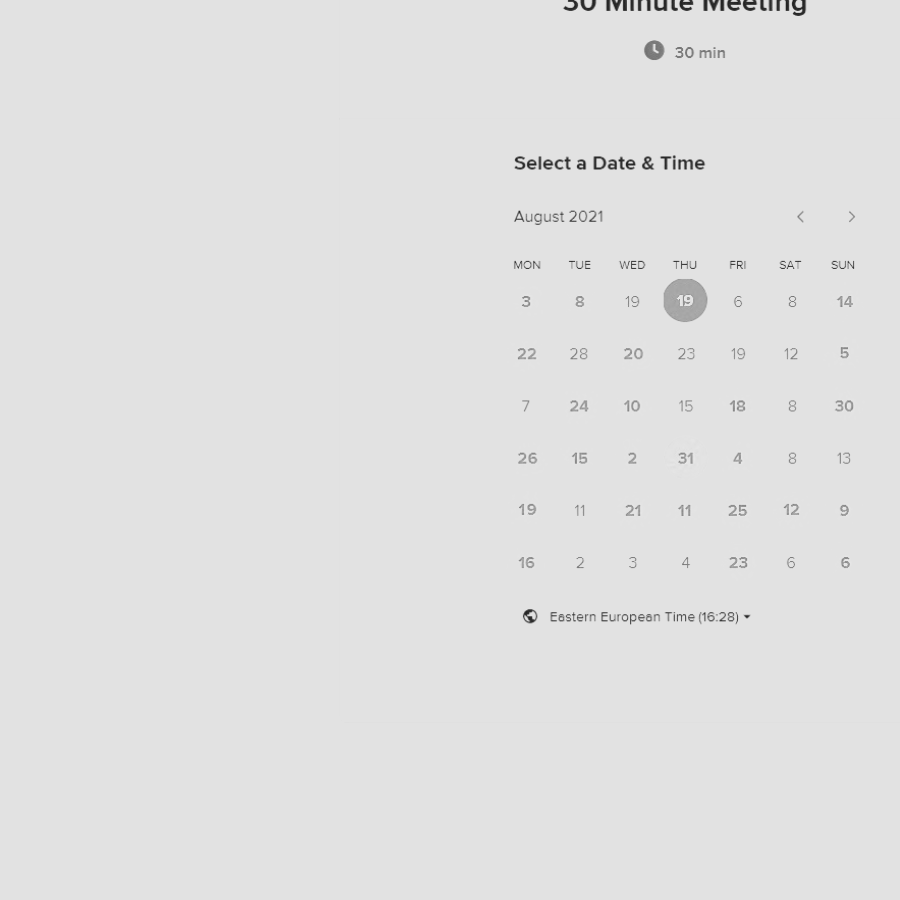 30 Minute Meeting
30 min
Select a Date & Time
August 2021
MON TUE WED THU FRI SAT SUN
3 8 19 19 6 8 14
22 28 20 23 19 12 5
7 24 10 15 18 8 30
26 15 2 31 4 8 13
19 11 21 11 25 12 9
16 2 3 4 23 6 6
Eastern European Time (16:28)